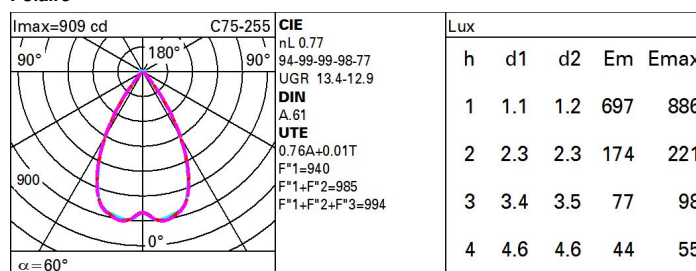 Imax=909 cd C75-255
90° 180° 90°
900
0°
α=60°
CIE
nL 0.77
94-99-99-98-77
UGR 13.4-12.9
DIN
A.61
UTE
0.76A+0.01T
F"1=940
F"1+F"2=985
F"1+F"2+F"3=994
Lux
h d1 d2 Em Emax
1 1.1 1.2 697 886
2 2.3 2.3 174 221
3 3.4 3.5 77 98
4 4.6 4.6 44 55